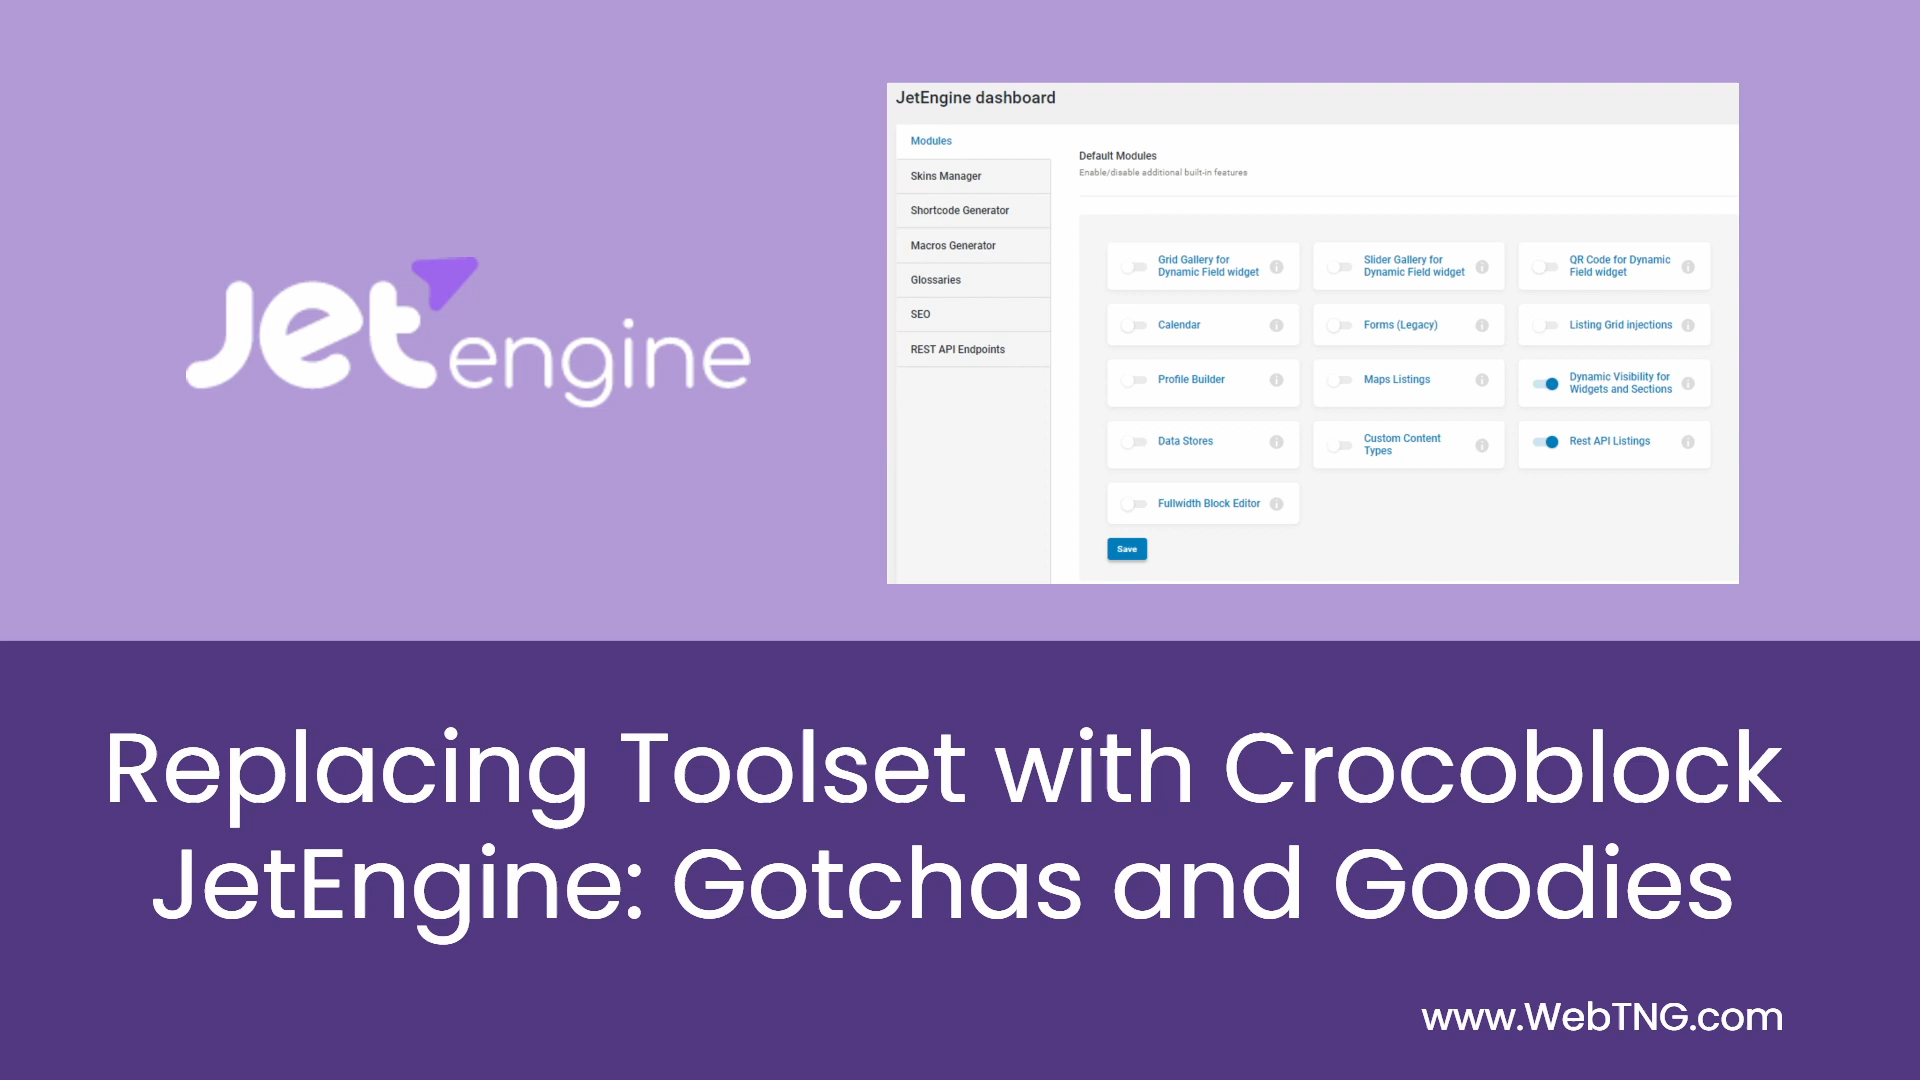 Jet engine
JetEngine dashboard
Modules
Skins Manager
Shortcode Generator
Macros Generator
Glossaries
SEO
REST API Endpoints
Default Modules
Enable/disable additional built-in features
Grid Gallery for
Dynamic Field widget
Slider Gallery for
Dynamic Field widget
QR Code for Dynamic
Field widget
Calendar
Forms (Legacy)
Listing Grid injections
Profile Builder
Maps Listings
Dynamic Visibility for
Widgets and Sections
Data Stores
Custom Content
Types
Rest API Listings
Fullwidth Block Editor
Save
Replacing Toolset with Crocoblock
JetEngine: Gotchas and Goodies
www.WebTNG.com